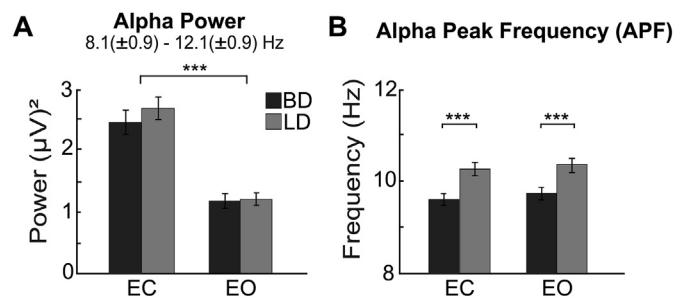 A
Alpha Power
8.1(±0.9) - 12.1(±0.9) Hz
***
Power (µV)²
3
2
1
0
BD
LD
EC
EO
B
Alpha Peak Frequency (APF)
Frequency (Hz)
12
10
8
***
***
EC
EO